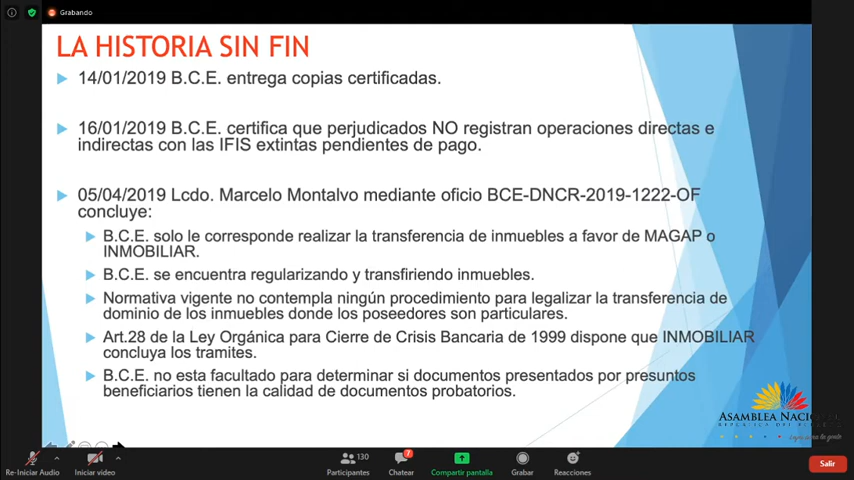 Grabando
LA HISTORIA SIN FIN
14/01/2019 B.C.E. entrega copias certificadas.
16/01/2019 B.C.E. certifica que perjudicados NO registran operaciones directas e
indirectas con las IFIS extintas pendientes de pago.
05/04/2019 Lcdo. Marcelo Montalvo mediante oficio BCE-DNCR-2019-1222-OF
concluye:
B.C.E. solo le corresponde realizar la transferencia de inmuebles a favor de MAGAP o
INMOBILIAR.
B.C.E. se encuentra regularizando y transfiriendo inmuebles.
Normativa vigente no contempla ningún procedimiento para legalizar la transferencia de
dominio de los inmuebles donde los poseedores son particulares.
Art.28 de la Ley Orgánica para Cierre de Crisis Bancaria de 1999 dispone que INMOBILIAR
concluya los tramites.
B.C.E. no esta facultado para determinar si documentos presentados por presuntos
beneficiarios tienen la calidad de documentos probatorios.
ASAMBLEA NACIONAL
Re-Iniciar Audio
Iniciar video
130
Participantes
7
Chatear
Compartir pantalla
Grabar
Reacciones
Salir